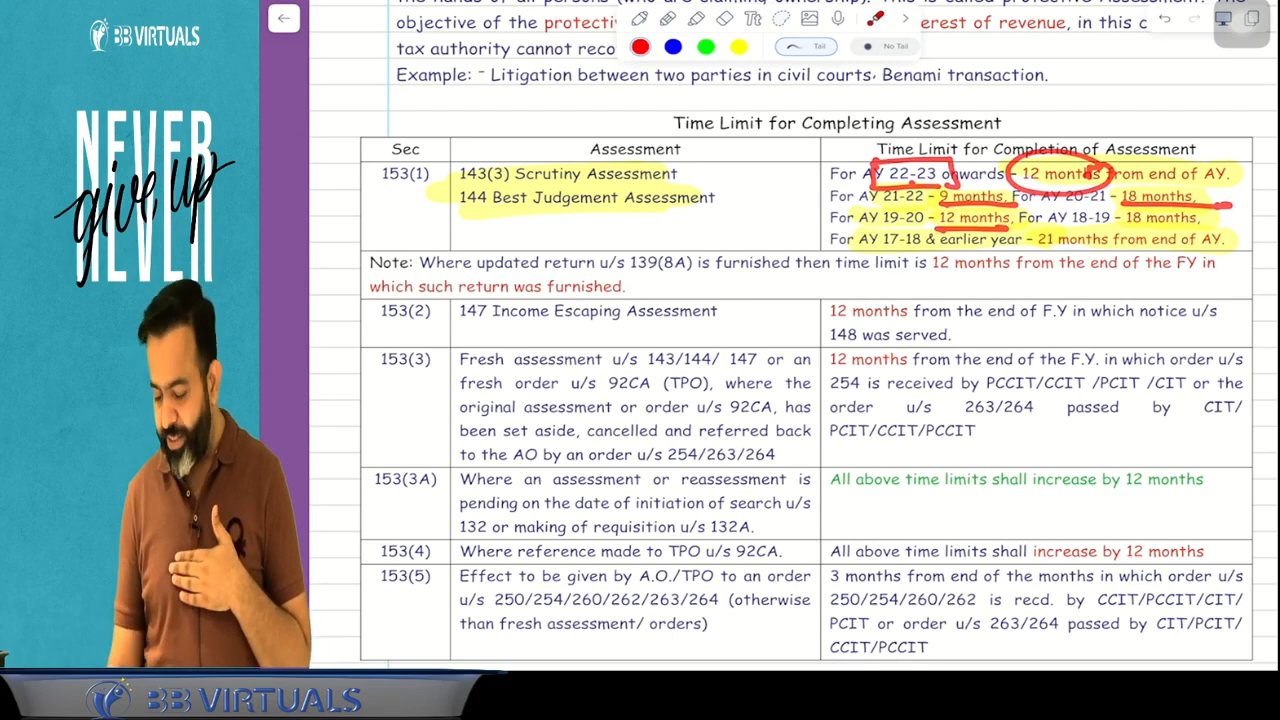 BB VIRTUALS
NEVER
give up
NEVER
objective of the
tax authority cannot
Tt
Tail
No Tail
Example: - Litigation between two parties in civil courts, Benami transaction.
Time Limit for Completing Assessment
Sec
Assessment
Time Limit for Completion of Assessment
153(1)
143(3) Scrutiny Assessment
144 Best Judgement Assessment
For AY 22-23 onwards - 12 months from end of AY.
For AY 21-22 - 9 months, For AY 20-21 - 18 months,
For AY 19-20 - 12 months, For AY 18-19 - 18 months,
For AY 17-18 & earlier year - 21 months from end of AY.
Note: Where updated return u/s 139(8A) is furnished then time limit is 12 months from the end of the FY in
which such return was furnished.
153(2)
147 Income Escaping Assessment
12 months from the end of F.Y in which notice u/s
148 was served.
153(3)
Fresh assessment u/s 143/144/ 147 or an
fresh order u/s 92CA (TPO), where the
original assessment or order u/s 92CA, has
been set aside, cancelled and referred back
to the AO by an order u/s 254/263/264
12 months from the end of the F.Y. in which order u/s
254 is received by PCCIT/CCIT /PCIT /CIT or the
order u/s 263/264 passed by CIT/
PCIT/CCIT/PCCIT
153(3A)
Where an assessment or reassessment is
pending on the date of initiation of search u/s
132 or making of requisition u/s 132A.
All above time limits shall increase by 12 months
153(4)
Where reference made to TPO u/s 92CA.
All above time limits shall increase by 12 months
153(5)
Effect to be given by A.O./TPO to an order
u/s 250/254/260/262/263/264 (otherwise
than fresh assessment/ orders)
3 months from end of the months in which order u/s
250/254/260/262 is recd. by CCIT/PCCIT/CIT/
PCIT or order u/s 263/264 passed by CIT/PCIT/
CCIT/PCCIT
BB VIRTUALS